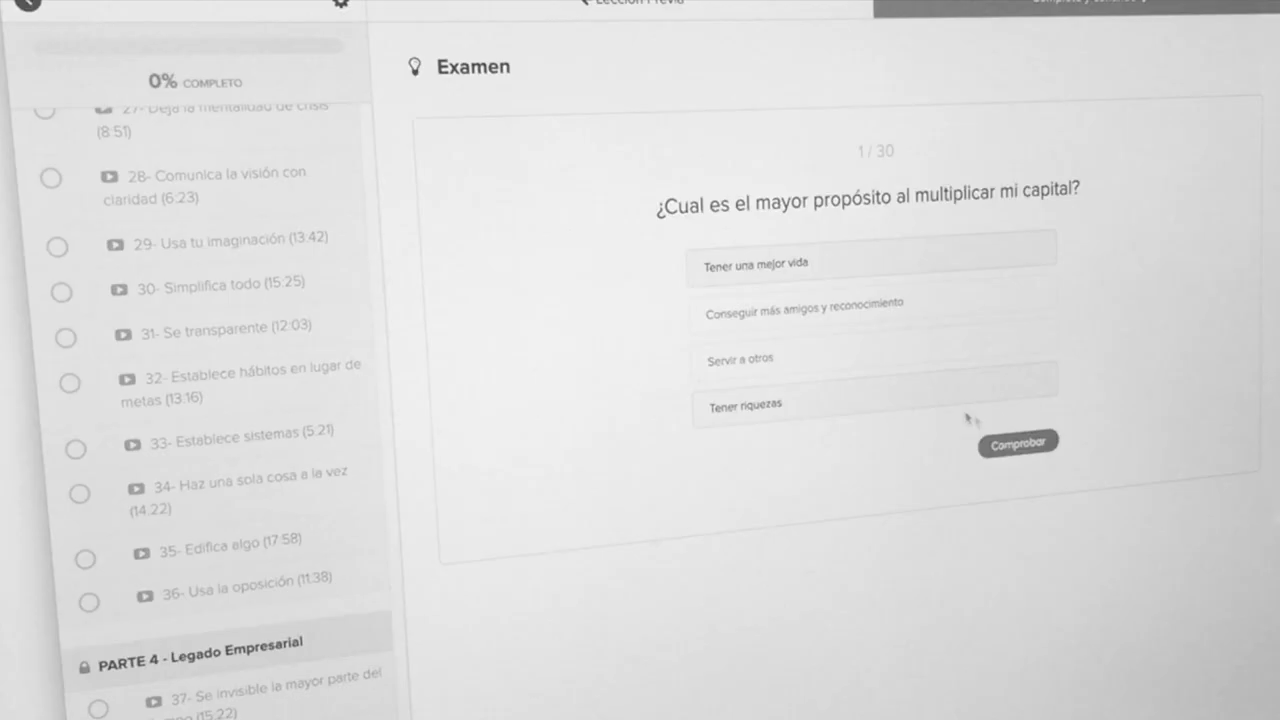 Lección Previa
0% COMPLETO
27- Deja la mentalidad de crisis
(8:51)
28- Comunica la visión con
claridad (6:23)
29- Usa tu imaginación (13:42)
30- Simplifica todo (15:25)
31- Se transparente (12:03)
32- Establece hábitos en lugar de
metas (13:16)
33- Establece sistemas (5:21)
34- Haz una sola cosa a la vez
(14:22)
35- Edifica algo (17:58)
36- Usa la oposición (11:38)
PARTE 4 - Legado Empresarial
37- Se invisible la mayor parte del
(15:22)
Examen
1 / 30
¿Cual es el mayor propósito al multiplicar mi capital?
Tener una mejor vida
Conseguir más amigos y reconocimiento
Servir a otros
Tener riquezas
Comprobar